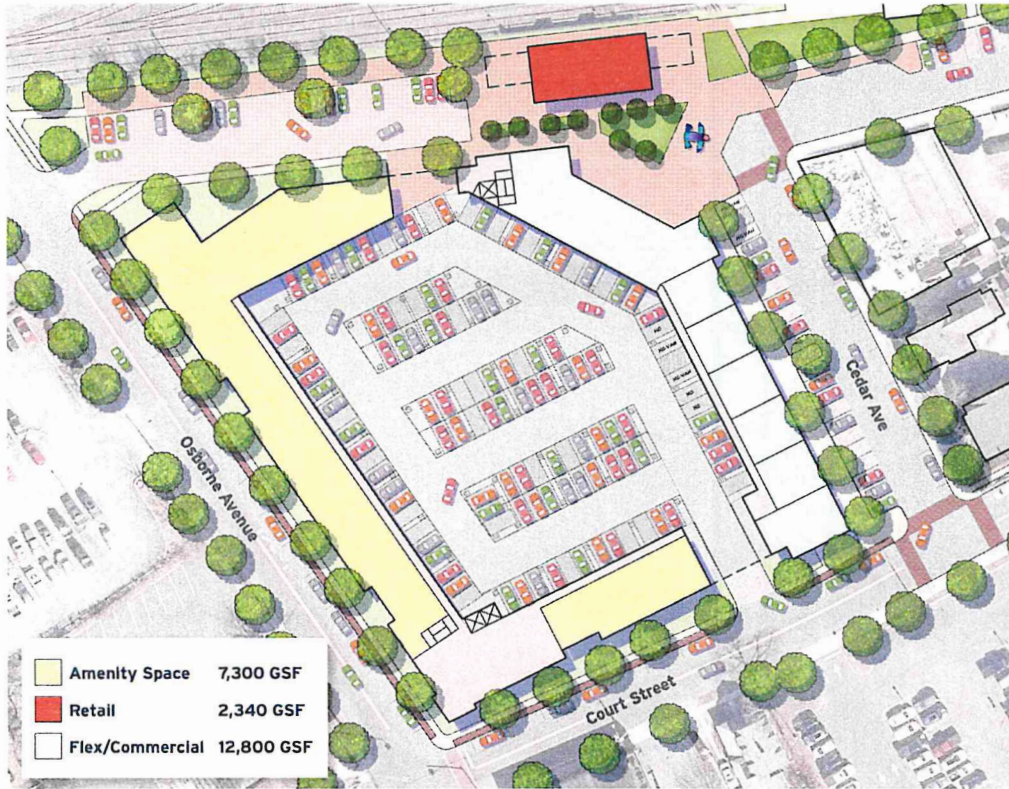 Osborne Avenue
Cedar Ave
Court Street
Amenity Space 7,300 GSF
Retail 2,340 GSF
Flex/Commercial 12,800 GSF